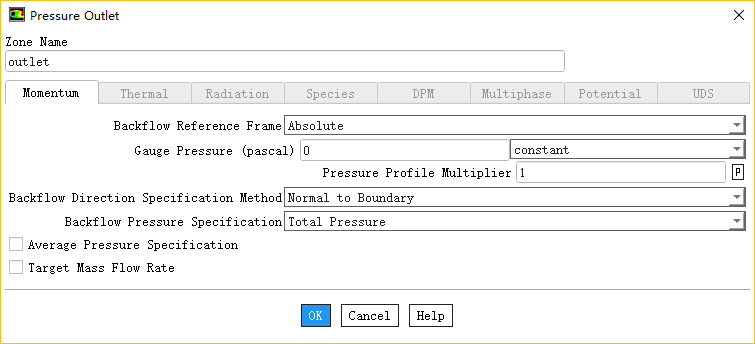 Pressure Outlet
Zone Name
outlet
Momentum Thermal Radiation Species DPM Multiphase Potential UDS
Backflow Reference Frame Absolute
Gauge Pressure (pascal) 0 constant
Pressure Profile Multiplier 1 P
Backflow Direction Specification Method Normal to Boundary
Backflow Pressure Specification Total Pressure
Average Pressure Specification
Target Mass Flow Rate
OK Cancel Help